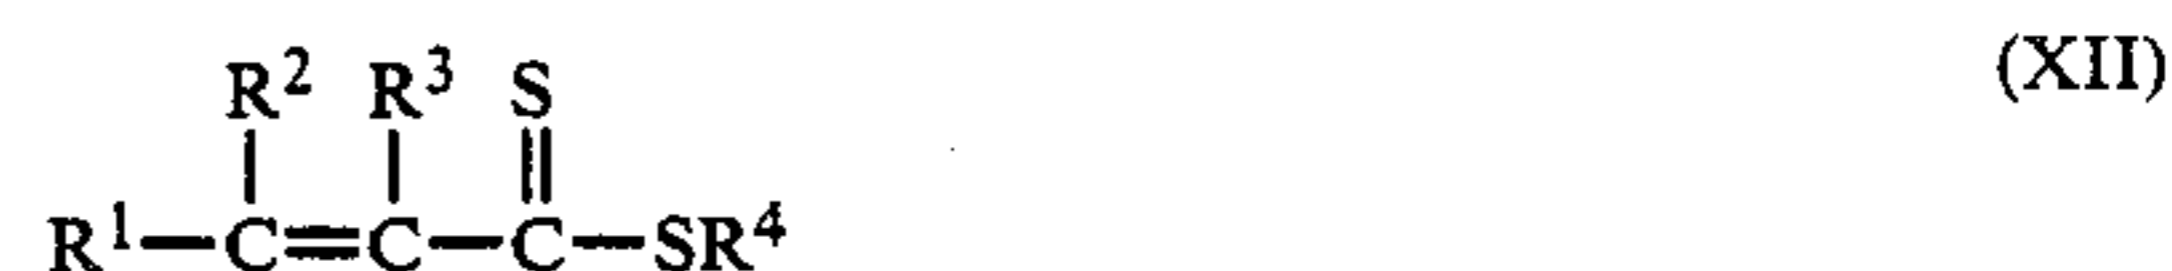 R² R³ S (XII)
R¹—C=C—C—SR⁴